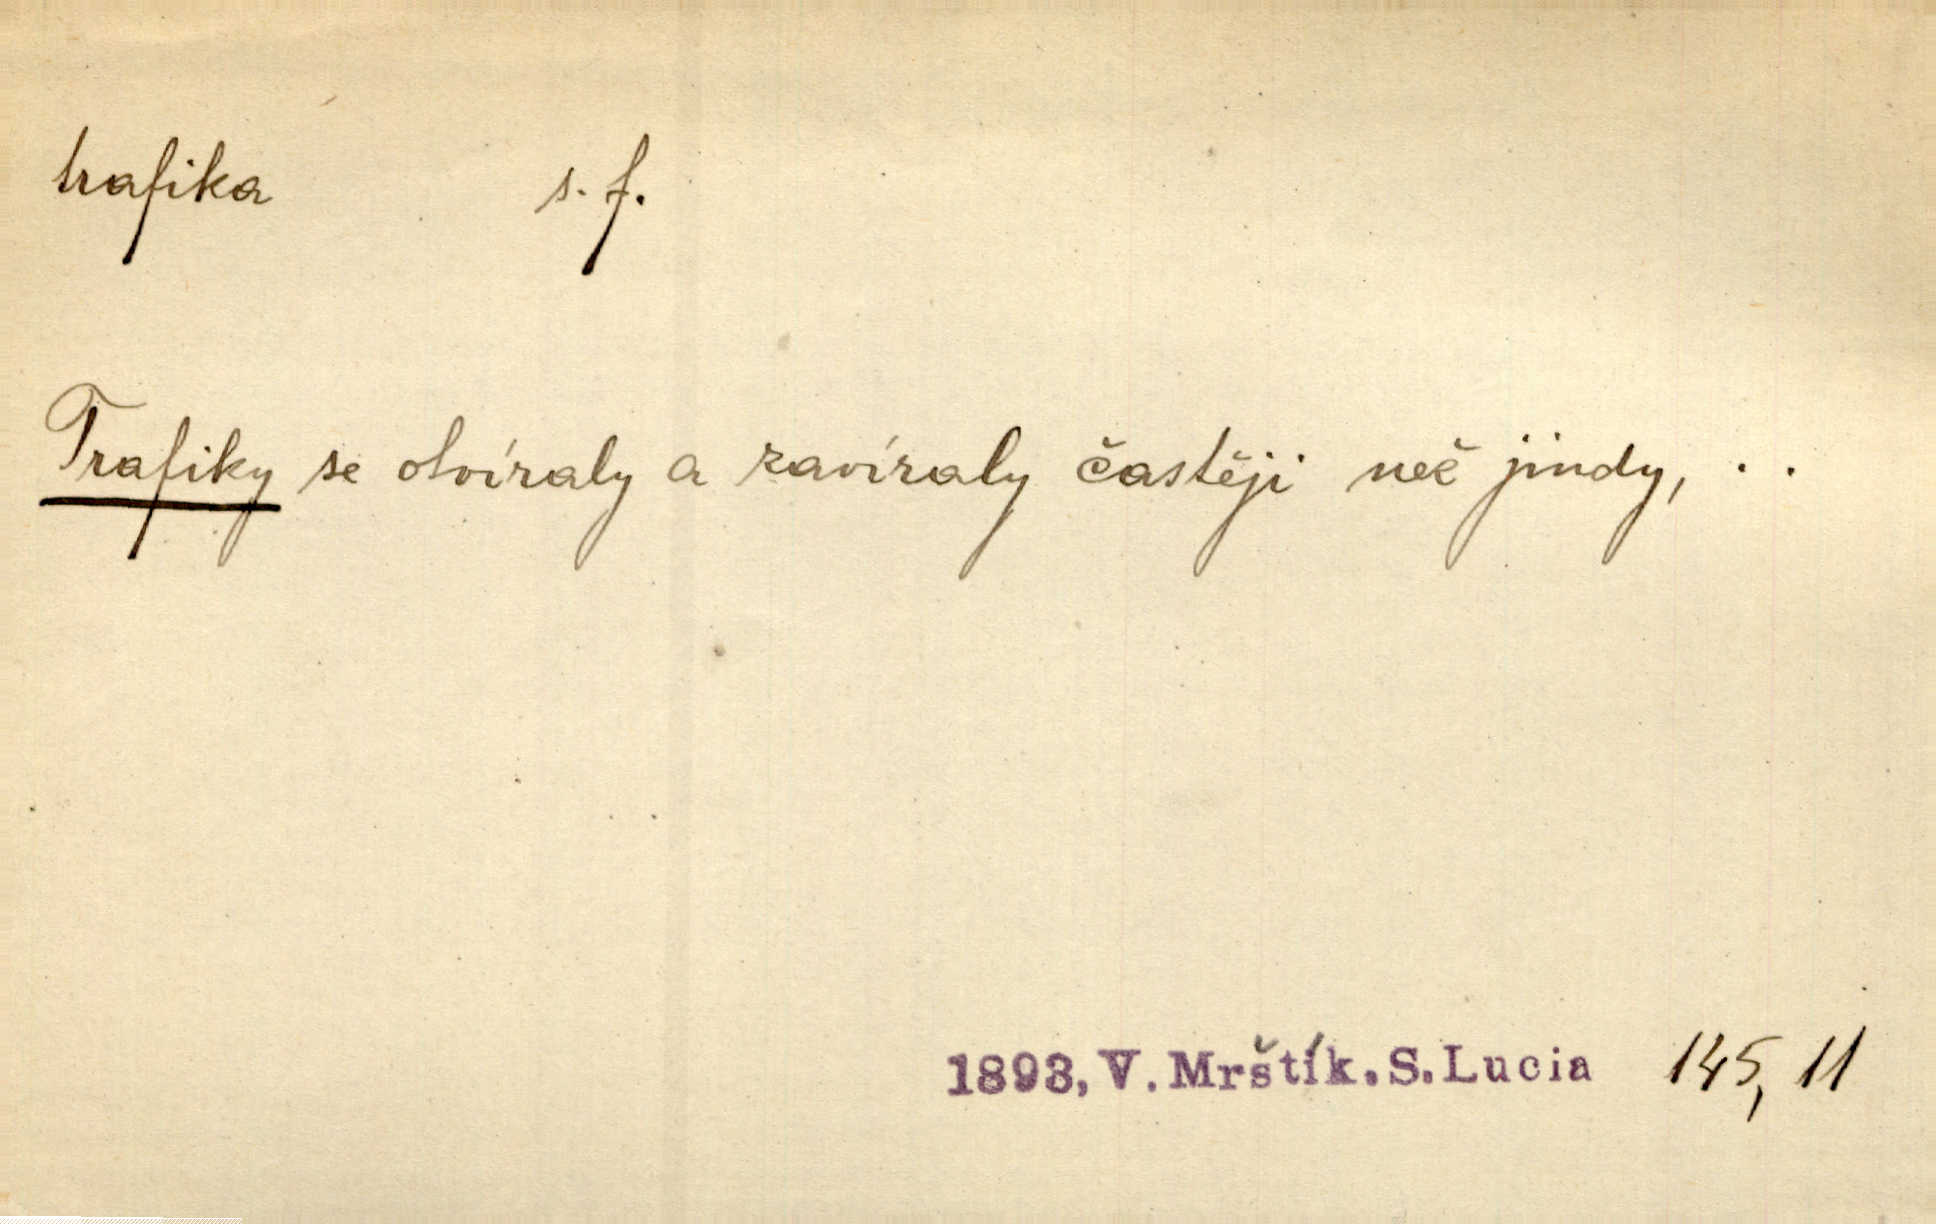 trafika s. f.
Trafiky se otvíraly a zavíraly častěji než jindy, . .
1893, V. Mrštík. S. Lucia 145, 11